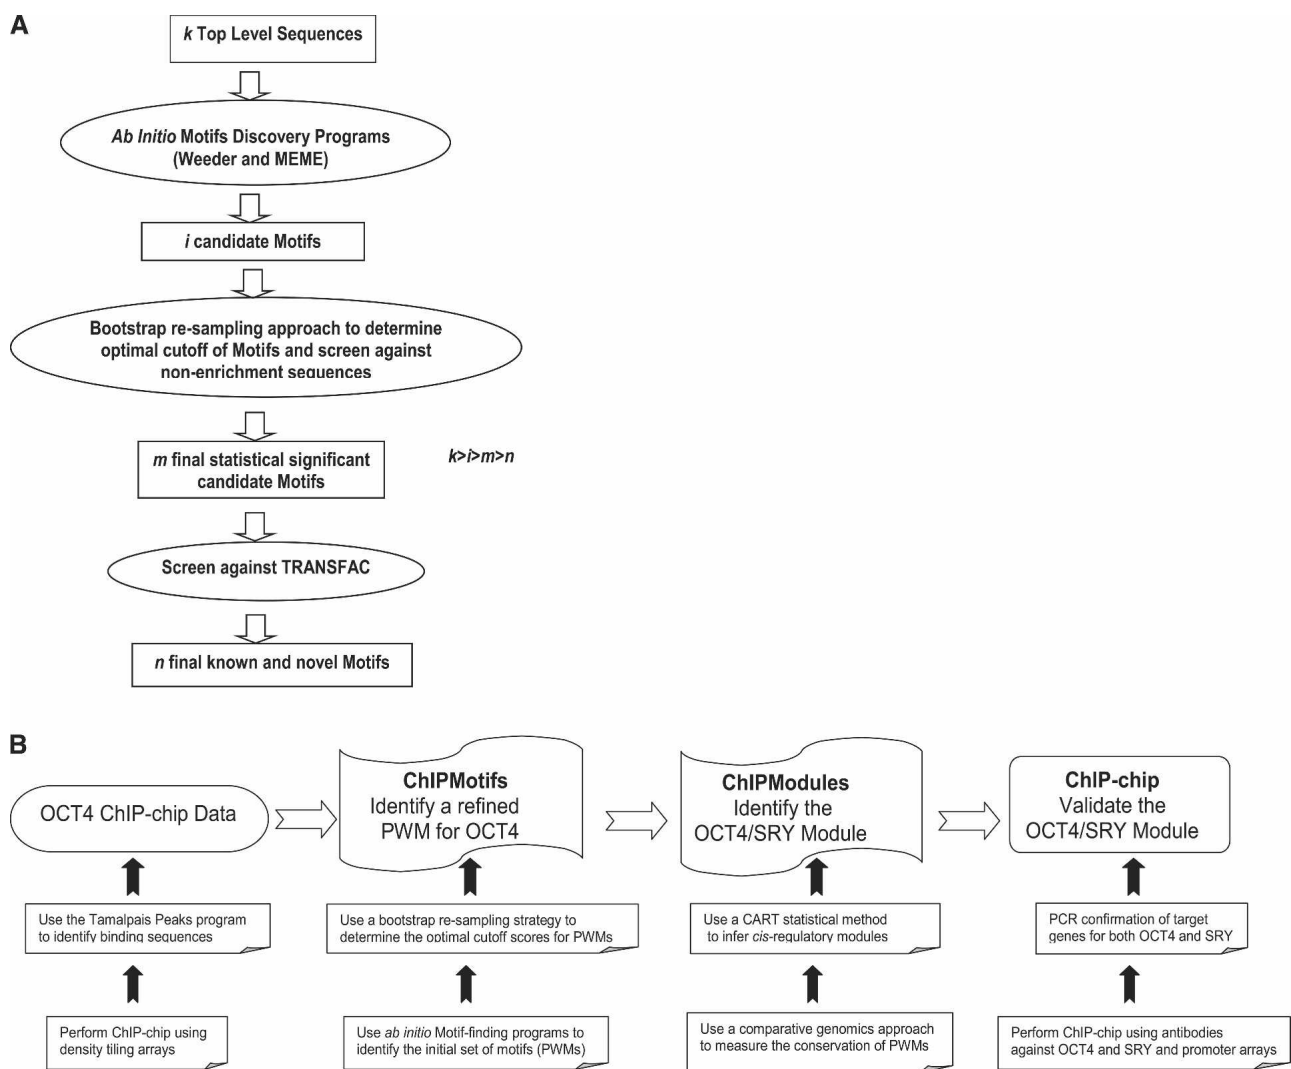 A
k Top Level Sequences
Ab Initio Motifs Discovery Programs
(Weeder and MEME)
i candidate Motifs
Bootstrap re-sampling approach to determine
optimal cutoff of Motifs and screen against
non-enrichment sequences
m final statistical significant
candidate Motifs
k>i>m>n
Screen against TRANSFAC
n final known and novel Motifs
B
OCT4 ChIP-chip Data
ChIPMotifs
Identify a refined
PWM for OCT4
ChIPModules
Identify the
OCT4/SRY Module
ChIP-chip
Validate the
OCT4/SRY Module
Use the Tamalpais Peaks program
to identify binding sequences
Use a bootstrap re-sampling strategy to
determine the optimal cutoff scores for PWMs
Use a CART statistical method
to infer cis-regulatory modules
PCR confirmation of target
genes for both OCT4 and SRY
Perform ChIP-chip using
density tiling arrays
Use ab initio Motif-finding programs to
identify the initial set of motifs (PWMs)
Use a comparative genomics approach
to measure the conservation of PWMs
Perform ChIP-chip using antibodies
against OCT4 and SRY and promoter arrays